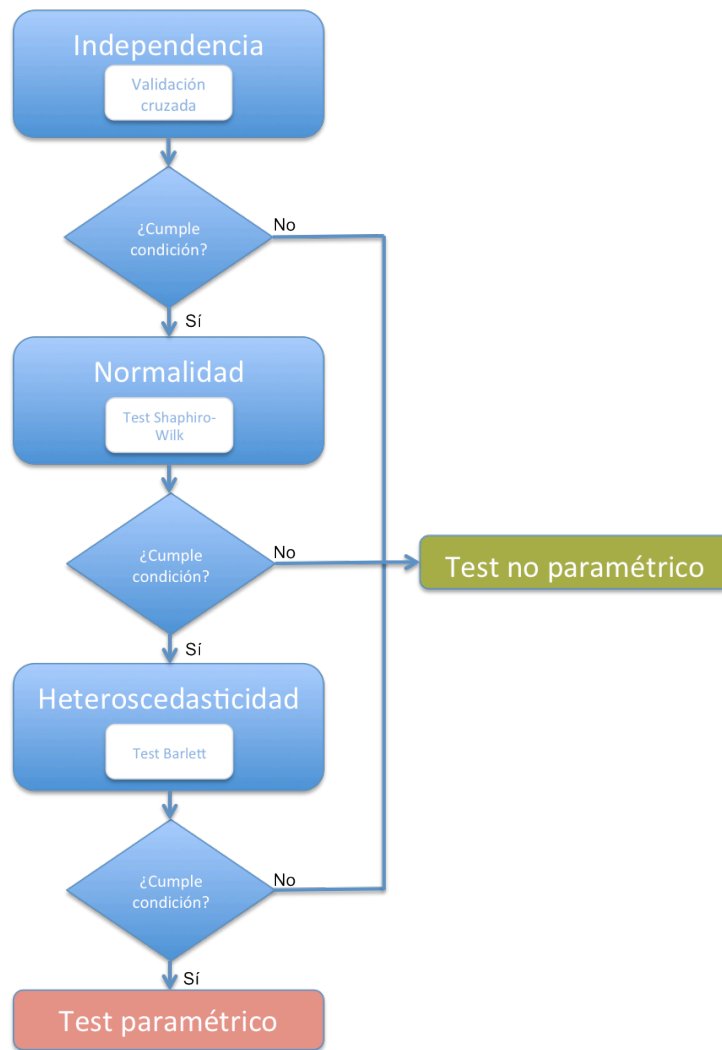 Independencia
Validación
cruzada
¿Cumple
condición?
No
Sí
Normalidad
Test Shaphiro-
Wilk
¿Cumple
condición?
No
Test no paramétrico
Sí
Heteroscedasticidad
Test Barlett
¿Cumple
condición?
No
Sí
Test paramétrico